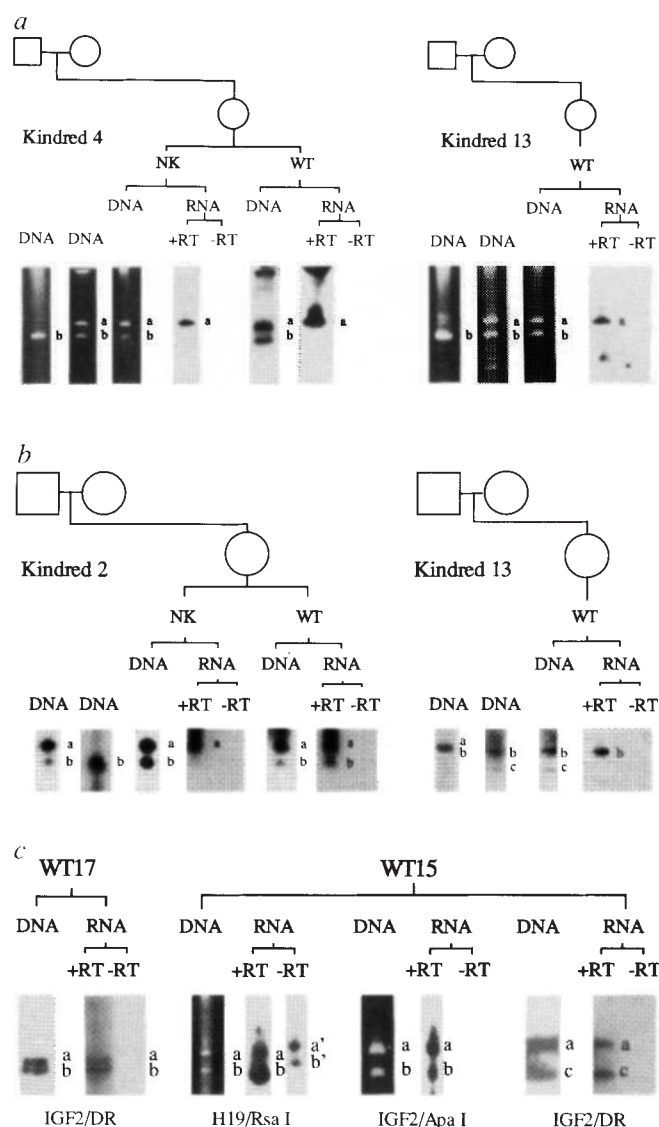 a
Kindred 4
Kindred 13
NK
WT
WT
DNA
RNA
DNA
RNA
DNA
RNA
DNA
DNA
+RT
-RT
+RT
-RT
DNA
DNA
+RT
-RT
b
a
b
a
b
a
a
b
a
b
a
b
a
b
a
b
Kindred 2
Kindred 13
NK
WT
WT
DNA
RNA
DNA
RNA
DNA
RNA
DNA
DNA
+RT
-RT
+RT
-RT
DNA
DNA
+RT
-RT
a
b
b
a
b
a
a
b
a
b
a
b
b
c
b
c
b
c
WT17
WT15
DNA
RNA
DNA
RNA
DNA
RNA
DNA
RNA
+RT -RT
+RT -RT
+RT -RT
+RT -RT
a
b
a
b
a
b
a
b
a'
b'
a
b
a
b
a
c
a
c
IGF2/DR
H19/Rsa I
IGF2/Apa I
IGF2/DR